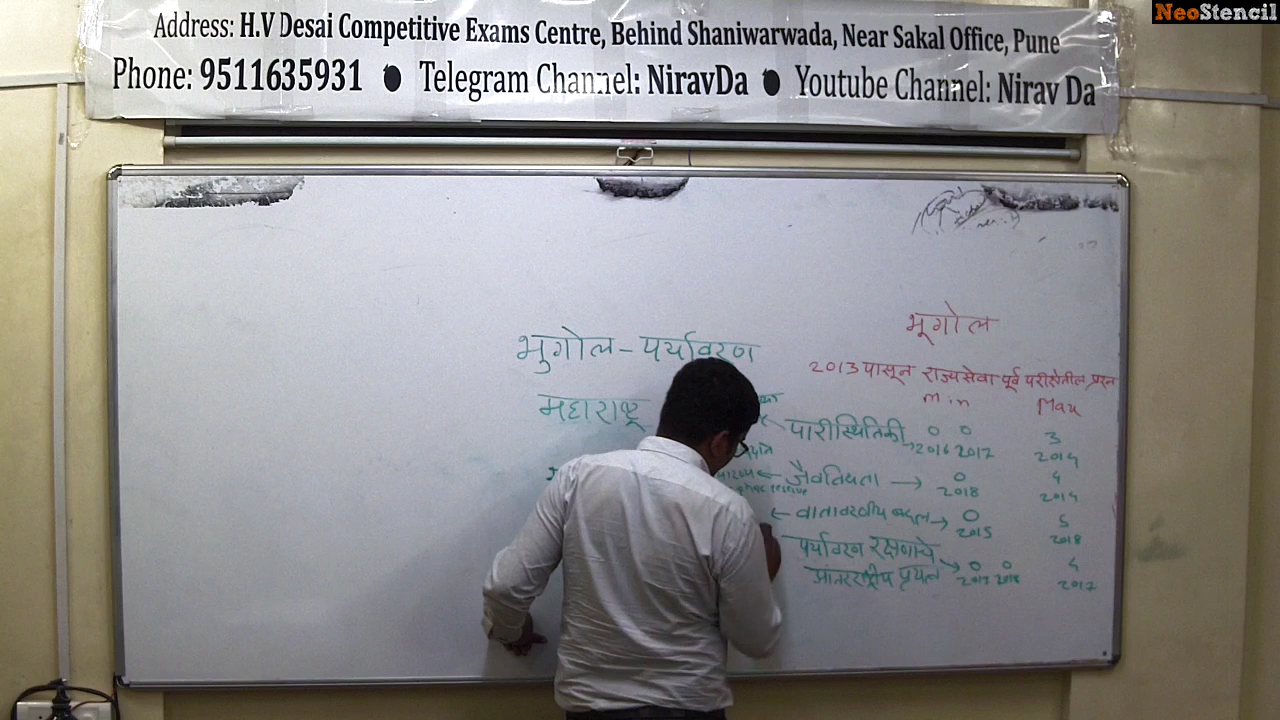 NeoStencil
Address: H.V Desai Competitive Exams Centre, Behind Shaniwarwada, Near Sakal Office, Pune
Phone: 9511635931 ● Telegram Channel: NiravDa ● Youtube Channel: Nirav Da
भूगोल
भुगोल - पर्यावरण
2013 पासून राज्यसेवा पूर्व परीक्षेतील प्रश्न
Min Max
महाराष्ट्र
पारीस्थितिकी 0 0 3
→ 2016 2017 2014
← जैवविधता → 0 4
2018 2014
← वातावरणीय बदल → 0 5
2015 2018
पर्यावरण रक्षणाचे
आंतरराष्ट्रीय प्रयत्न → 0 0 4
2017 2018 2017